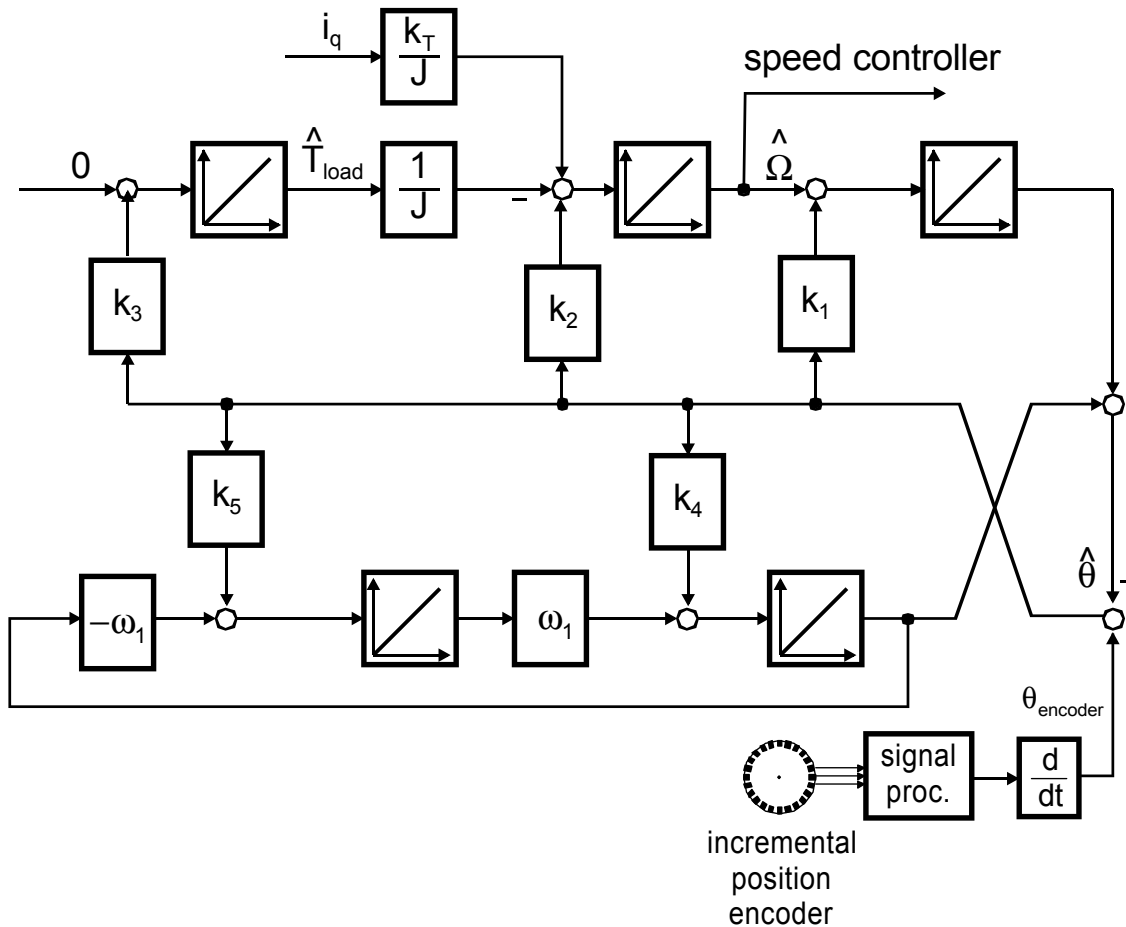 i_q
k_T
J
speed controller
0
T̂_load
1
J
-
Ω̂
k_3
k_2
k_1
k_5
k_4
θ̂
-
−ω_1
ω_1
θ_encoder
signal
proc.
d
dt
incremental
position
encoder